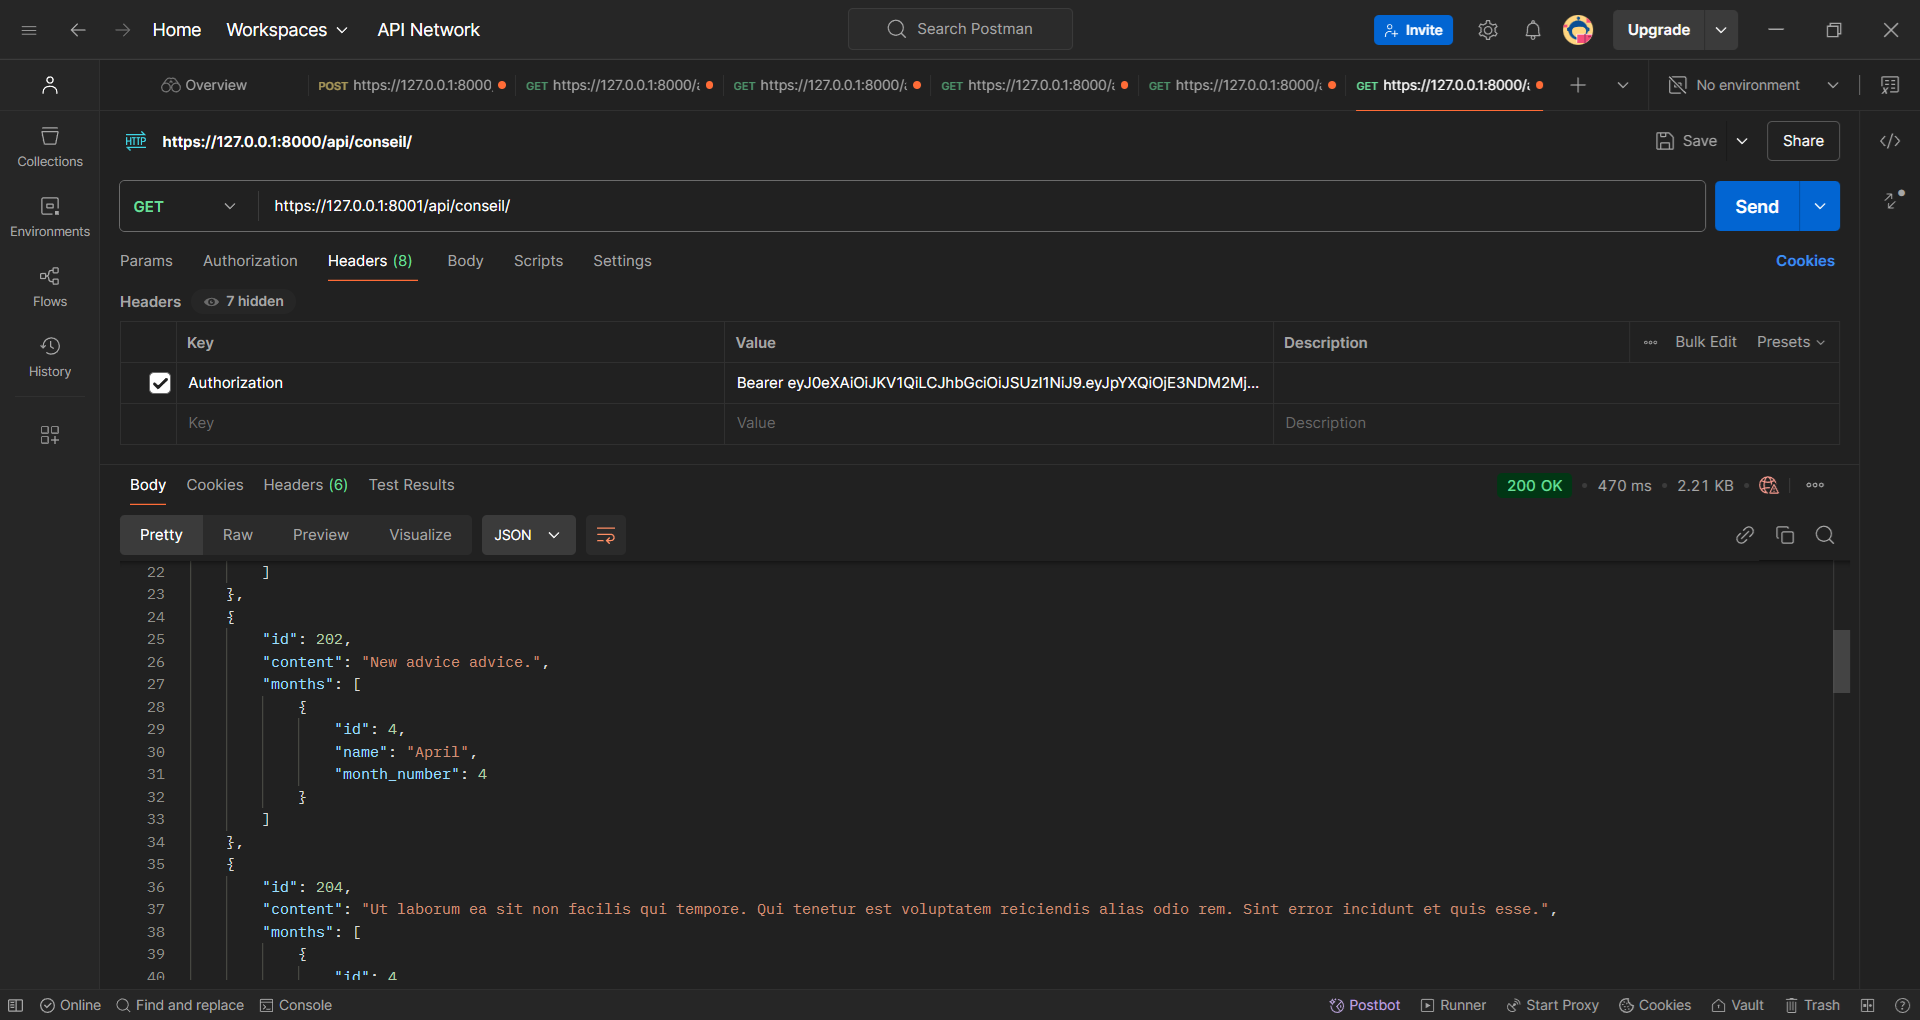 Home Workspaces API Network Search Postman Invite Upgrade
Overview POST https://127.0.0.1:8000, GET https://127.0.0.1:8000/ GET https://127.0.0.1:8000/ GET https://127.0.0.1:8000/ GET https://127.0.0.1:8000/ GET https://127.0.0.1:8000/ No environment
HTTP https://127.0.0.1:8000/api/conseil/ Save Share
Collections
GET https://127.0.0.1:8001/api/conseil/ Send
Environments
Params Authorization Headers (8) Body Scripts Settings Cookies
Flows
Headers 7 hidden
Key Value Description Bulk Edit Presets
History
Authorization Bearer eyJ0eXAiOiJKV1QiLCJhbGciOiJSUzI1NiJ9.eyJpYXQiOjE3NDM2Mj...
Key Value Description
Body Cookies Headers (6) Test Results 200 OK • 470 ms • 2.21 KB •
Pretty Raw Preview Visualize JSON
22 ]
23 },
24 {
25 "id": 202,
26 "content": "New advice advice.",
27 "months": [
28 {
29 "id": 4,
30 "name": "April",
31 "month_number": 4
32 }
33 ]
34 },
35 {
36 "id": 204,
37 "content": "Ut laborum ea sit non facilis qui tempore. Qui tenetur est voluptatem reiciendis alias odio rem. Sint error incidunt et quis esse.",
38 "months": [
39 {
40 "id": 4
Online Find and replace Console Postbot Runner Start Proxy Cookies Vault Trash